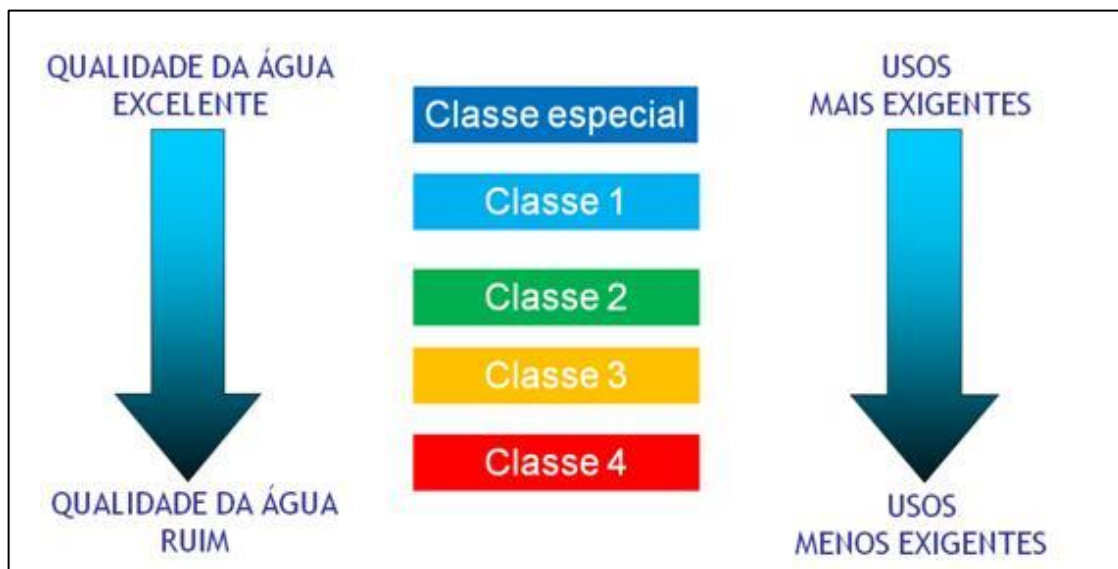 QUALIDADE DA ÁGUA
EXCELENTE
USOS
MAIS EXIGENTES
Classe especial
Classe 1
Classe 2
Classe 3
Classe 4
QUALIDADE DA ÁGUA
RUIM
USOS
MENOS EXIGENTES